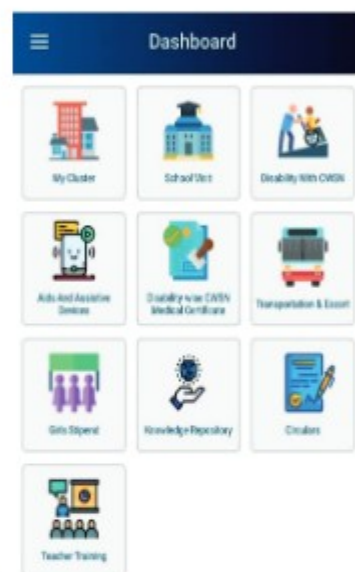 Dashboard
My Cluster
School Visit
Disability With CWSN
Aids And Assistive
Devices
Disability-wise CWSN
Medical Certificate
Transportation & Escort
Girls Stipend
Knowledge Repository
Circulars
Teacher Training